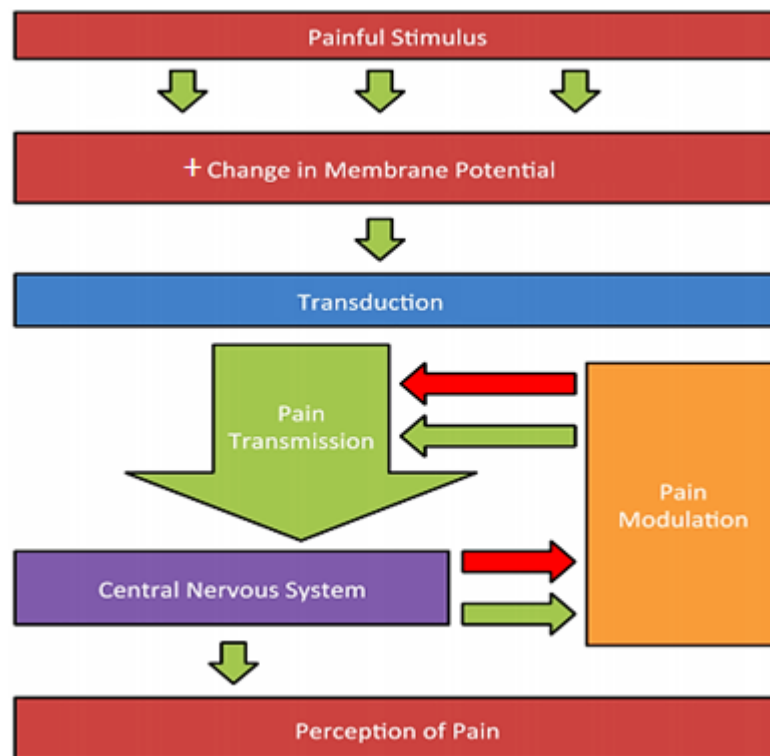 Painful Stimulus
+ Change in Membrane Potential
Transduction
Pain
Transmission
Pain
Modulation
Central Nervous System
Perception of Pain